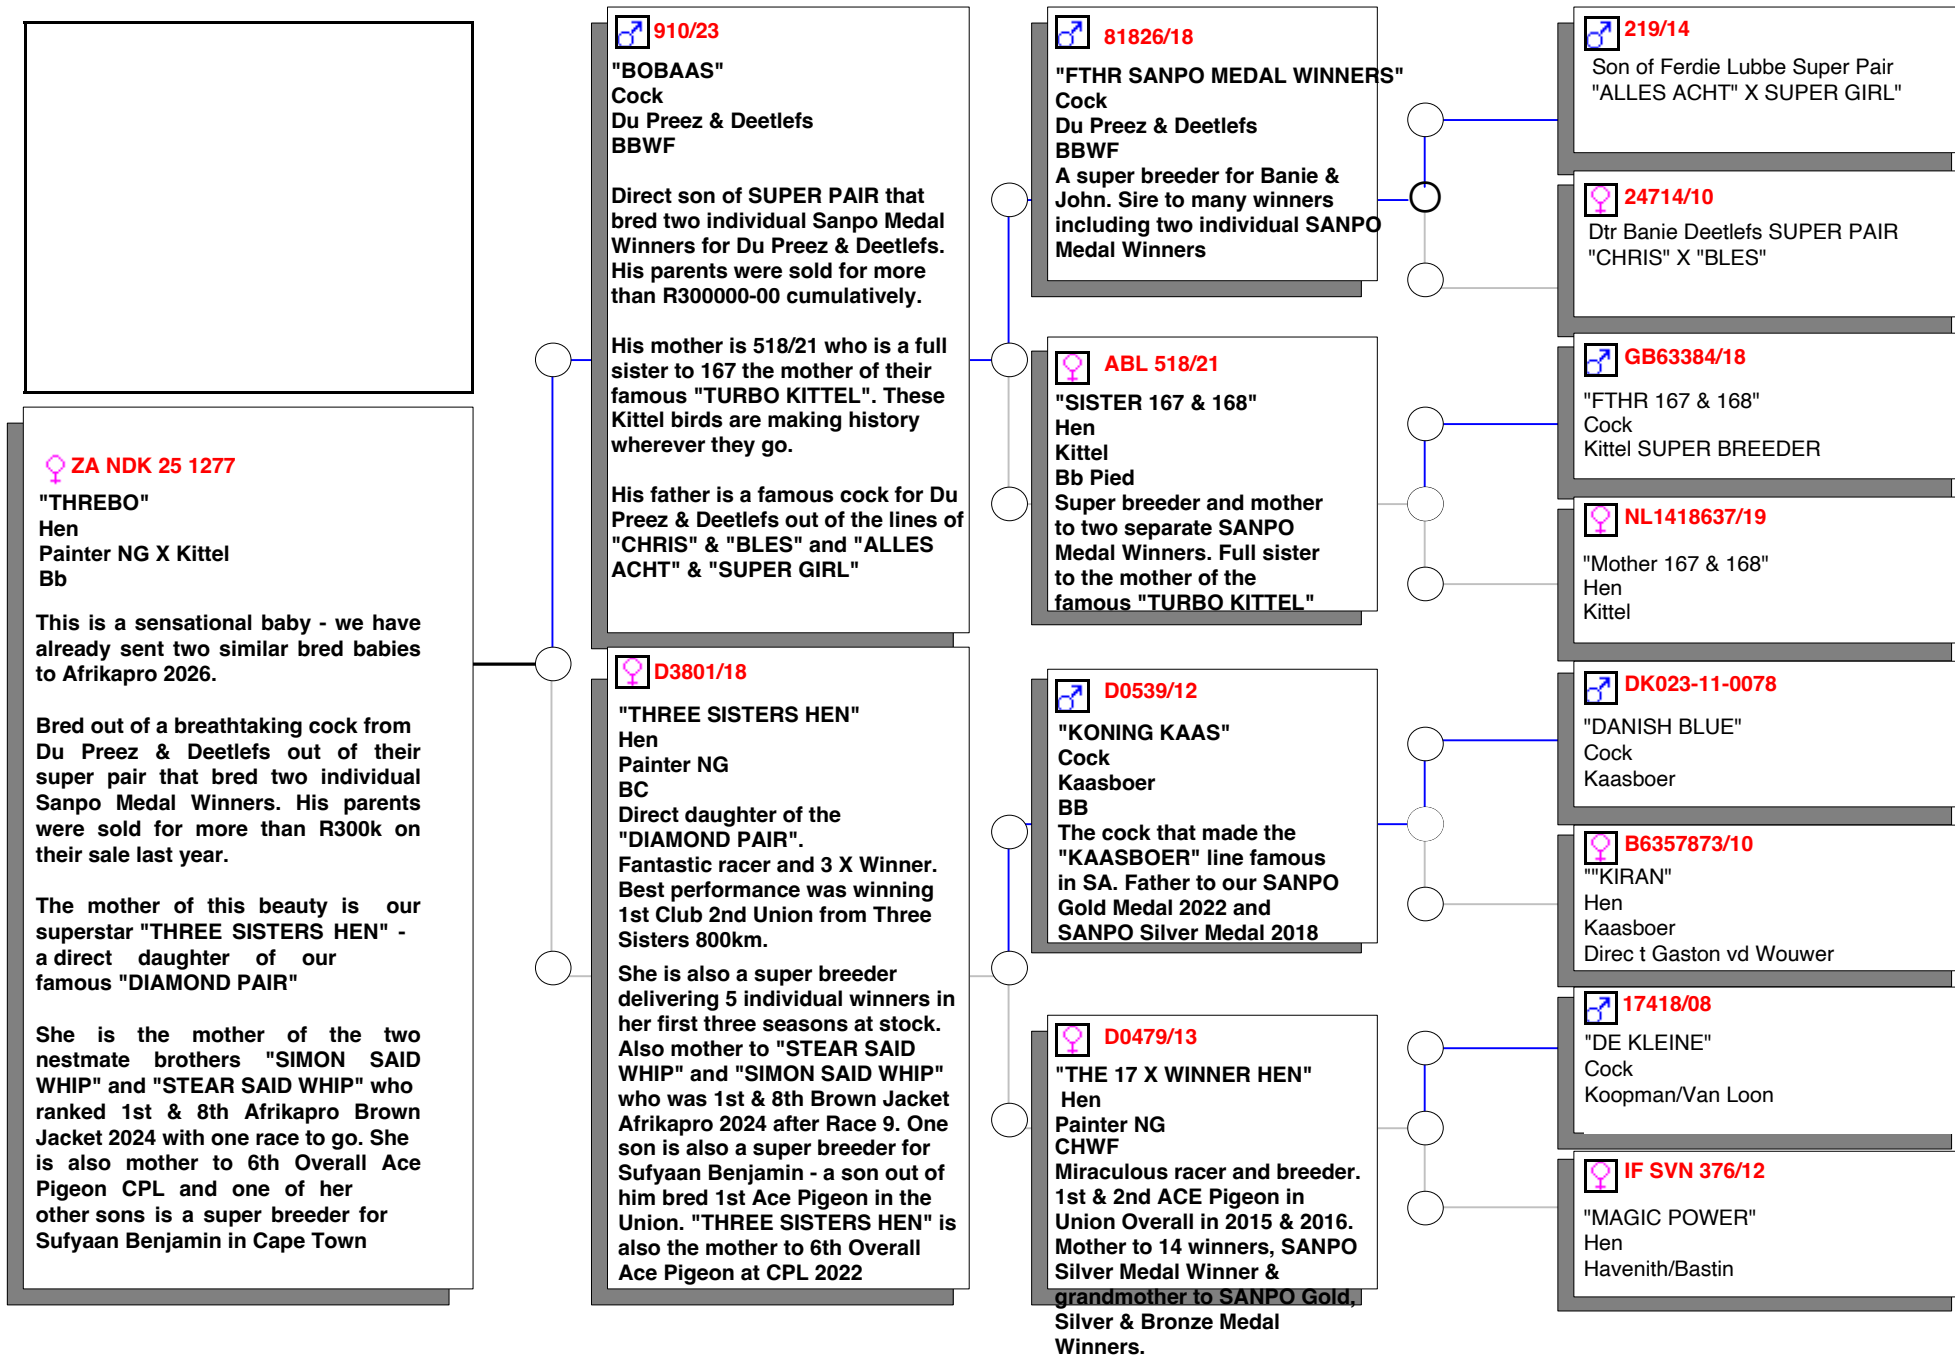 ZA NDK 25 1277
"THREBO"
Hen
Painter NG X Kittel
Bb
This is a sensational baby - we have
already sent two similar bred babies
to Afrikapro 2026.
Bred out of a breathtaking cock from
Du Preez & Deetlefs out of their
super pair that bred two individual
Sanpo Medal Winners. His parents
were sold for more than R300k on
their sale last year.
The mother of this beauty is our
superstar "THREE SISTERS HEN" -
a direct daughter of our
famous "DIAMOND PAIR"
She is the mother of the two
nestmate brothers "SIMON SAID
WHIP" and "STEAR SAID WHIP" who
ranked 1st & 8th Afrikapro Brown
Jacket 2024 with one race to go. She
is also mother to 6th Overall Ace
Pigeon CPL and one of her
other sons is a super breeder for
Sufyaan Benjamin in Cape Town
910/23
"BOBAAS"
Cock
Du Preez & Deetlefs
BBWF
Direct son of SUPER PAIR that
bred two individual Sanpo Medal
Winners for Du Preez & Deetlefs.
His parents were sold for more
than R300000-00 cumulatively.
His mother is 518/21 who is a full
sister to 167 the mother of their
famous "TURBO KITTEL". These
Kittel birds are making history
wherever they go.
His father is a famous cock for Du
Preez & Deetlefs out of the lines of
"CHRIS" & "BLES" and "ALLES
ACHT" & "SUPER GIRL"
D3801/18
"THREE SISTERS HEN"
Hen
Painter NG
BC
Direct daughter of the
"DIAMOND PAIR".
Fantastic racer and 3 X Winner.
Best performance was winning
1st Club 2nd Union from Three
Sisters 800km.
She is also a super breeder
delivering 5 individual winners in
her first three seasons at stock.
Also mother to "STEAR SAID
WHIP" and "SIMON SAID WHIP"
who was 1st & 8th Brown Jacket
Afrikapro 2024 after Race 9. One
son is also a super breeder for
Sufyaan Benjamin - a son out of
him bred 1st Ace Pigeon in the
Union. "THREE SISTERS HEN" is
also the mother to 6th Overall
Ace Pigeon at CPL 2022
81826/18
"FTHR SANPO MEDAL WINNERS"
Cock
Du Preez & Deetlefs
BBWF
A super breeder for Banie &
John. Sire to many winners
including two individual SANPO
Medal Winners
ABL 518/21
"SISTER 167 & 168"
Hen
Kittel
Bb Pied
Super breeder and mother
to two separate SANPO
Medal Winners. Full sister
to the mother of the
famous "TURBO KITTEL"
D0539/12
"KONING KAAS"
Cock
Kaasboer
BB
The cock that made the
"KAASBOER" line famous
in SA. Father to our SANPO
Gold Medal 2022 and
SANPO Silver Medal 2018
D0479/13
"THE 17 X WINNER HEN"
Hen
Painter NG
CHWF
Miraculous racer and breeder.
1st & 2nd ACE Pigeon in
Union Overall in 2015 & 2016.
Mother to 14 winners, SANPO
Silver Medal Winner &
grandmother to SANPO Gold,
Silver & Bronze Medal
Winners.
219/14
Son of Ferdie Lubbe Super Pair
"ALLES ACHT" X SUPER GIRL"
24714/10
Dtr Banie Deetlefs SUPER PAIR
"CHRIS" X "BLES"
GB63384/18
"FTHR 167 & 168"
Cock
Kittel SUPER BREEDER
NL1418637/19
"Mother 167 & 168"
Hen
Kittel
DK023-11-0078
"DANISH BLUE"
Cock
Kaasboer
B6357873/10
""KIRAN"
Hen
Kaasboer
Direc t Gaston vd Wouwer
17418/08
"DE KLEINE"
Cock
Koopman/Van Loon
IF SVN 376/12
"MAGIC POWER"
Hen
Havenith/Bastin